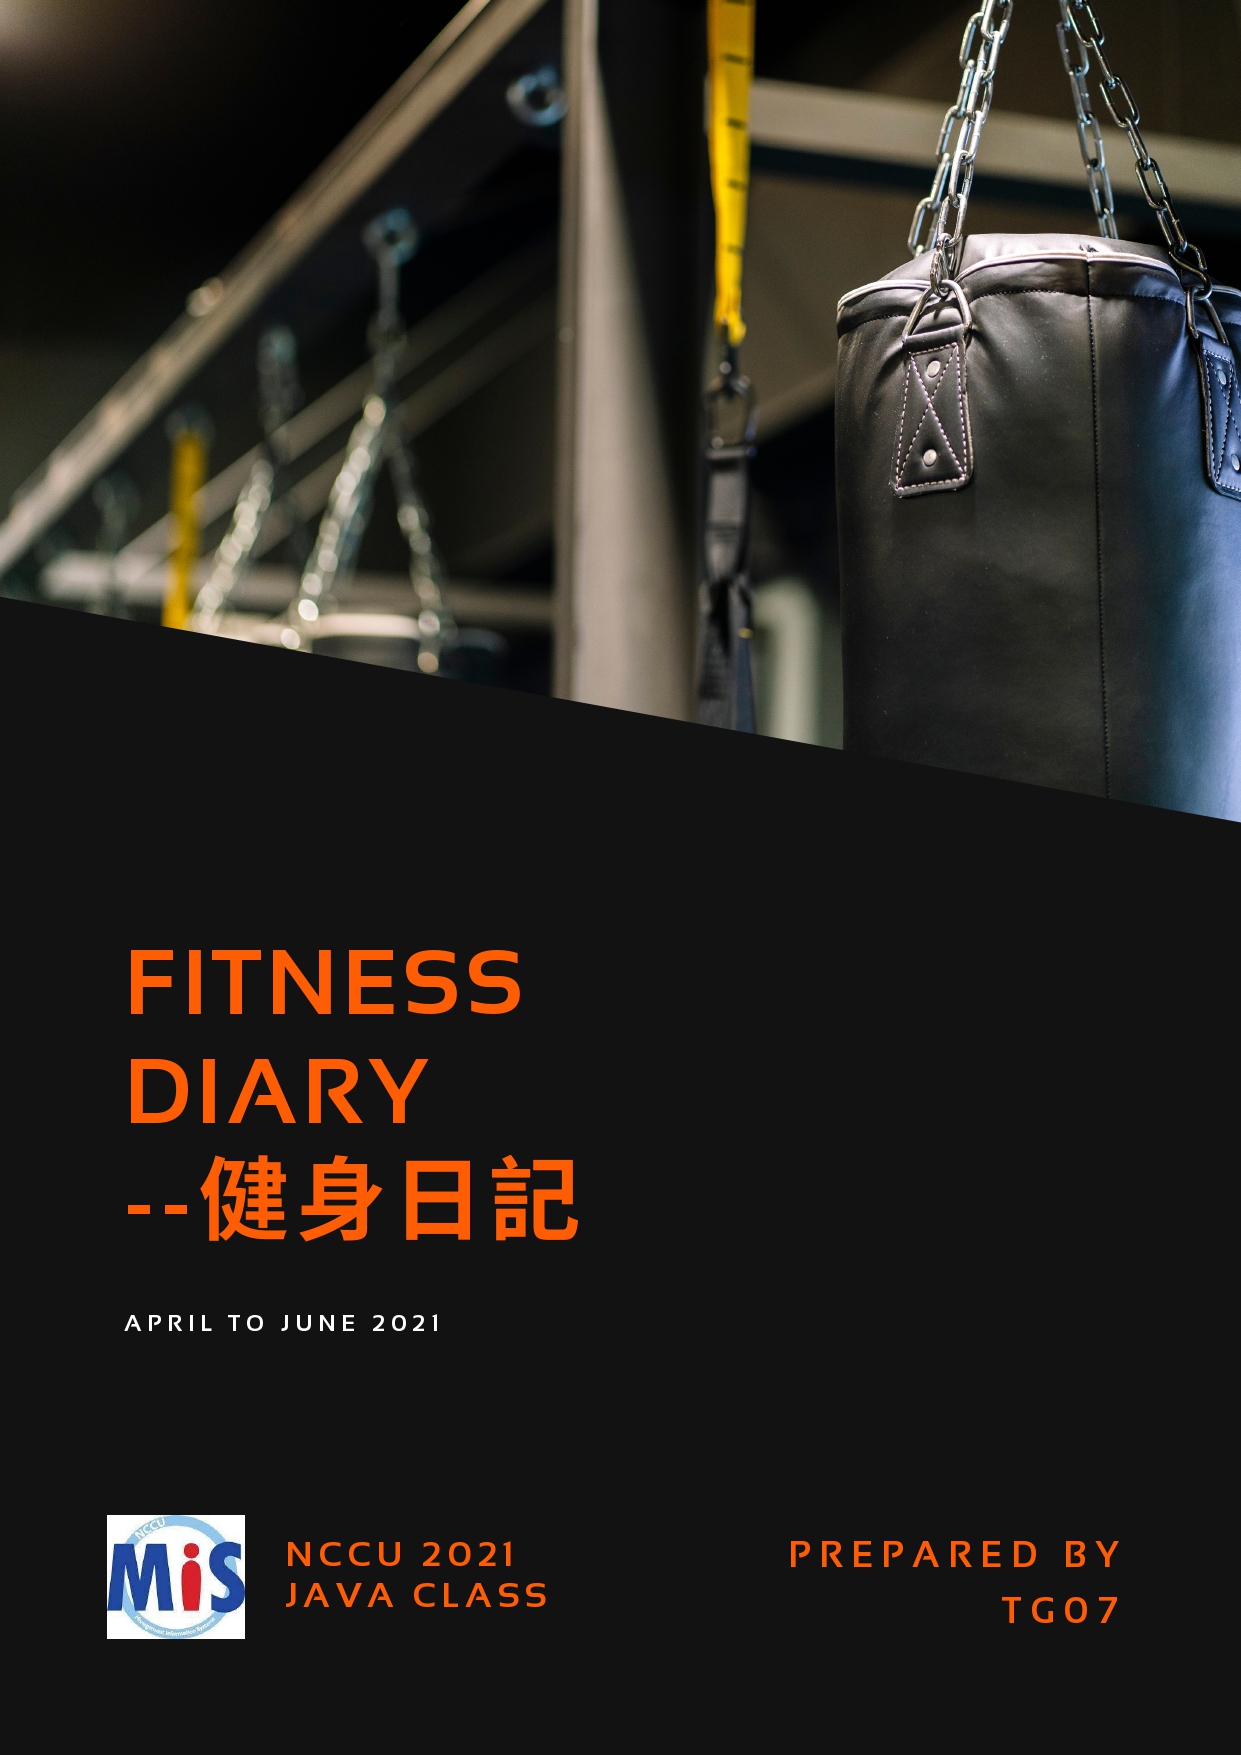 FITNESS
DIARY
--健身日記
APRIL TO JUNE 2021
NCCU
MiS
Management Information Systems
NCCU 2021
JAVA CLASS
PREPARED BY
TG07